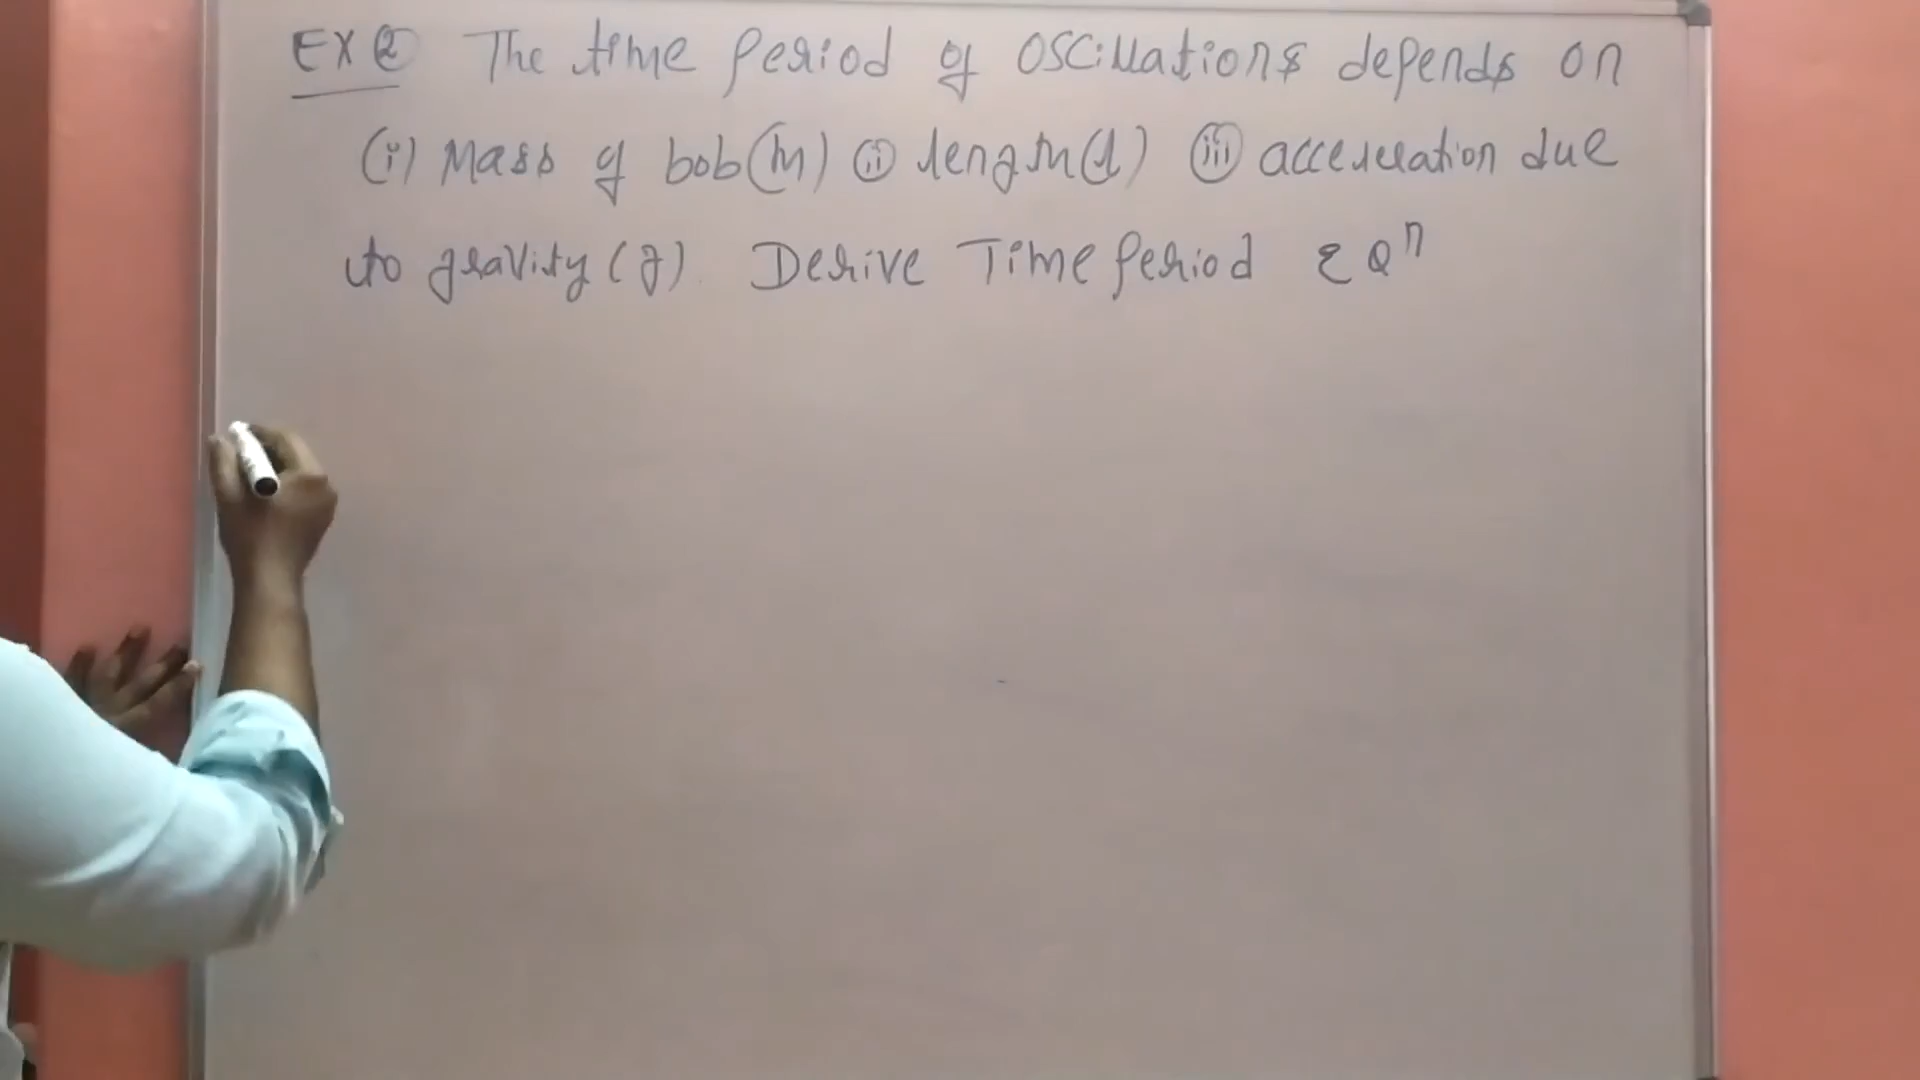 EX ② The time period of oscillations depends on
(i) Mass of bob(m) ⓘⓘ length(l) ⓘⓘⓘ acceleration due
to gravity (g). Derive Time period εQⁿ